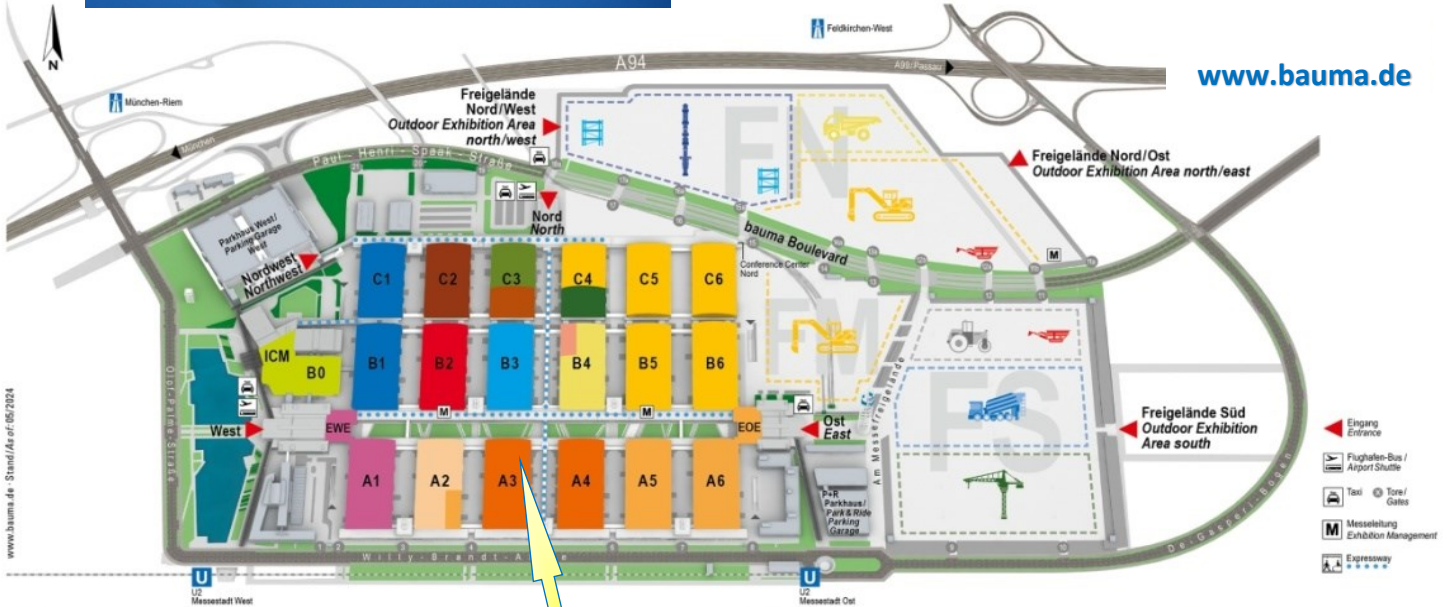 N
Feldkirchen-West
A94
A99/Passau
www.bauma.de
München-Riem
Freigelände
Nord/West
Outdoor Exhibition Area
north/west
München
Paul-Henri-Spaak-Straße
FN
Freigelände Nord/Ost
Outdoor Exhibition Area north/east
Parkhaus West/
Parking Garage
West
Nord
North
bauma Boulevard
M
Nordwest
Northwest
Conference Center
Nord
C1
C2
C3
C4
C5
C6
FM
ICM
B0
B1
B2
B3
B4
B5
B6
FS
Olof-Palme-Straße
Am Messefreigelände
M
M
West
EWE
EOE
Ost
East
Freigelände Süd
Outdoor Exhibition
Area south
A1
A2
A3
A4
A5
A6
P+R
Parkhaus/
Park & Ride
Parking
Garage
www.bauma.de · Stand/As of: 05/2024
Eingang
Entrance
Flughafen-Bus /
Airport Shuttle
Taxi
Tore/
Gates
M
Messeleitung
Exhibition Management
Expressway
De-Gasperi-Bogen
U
U2
Messestadt West
U
U2
Messestadt Ost